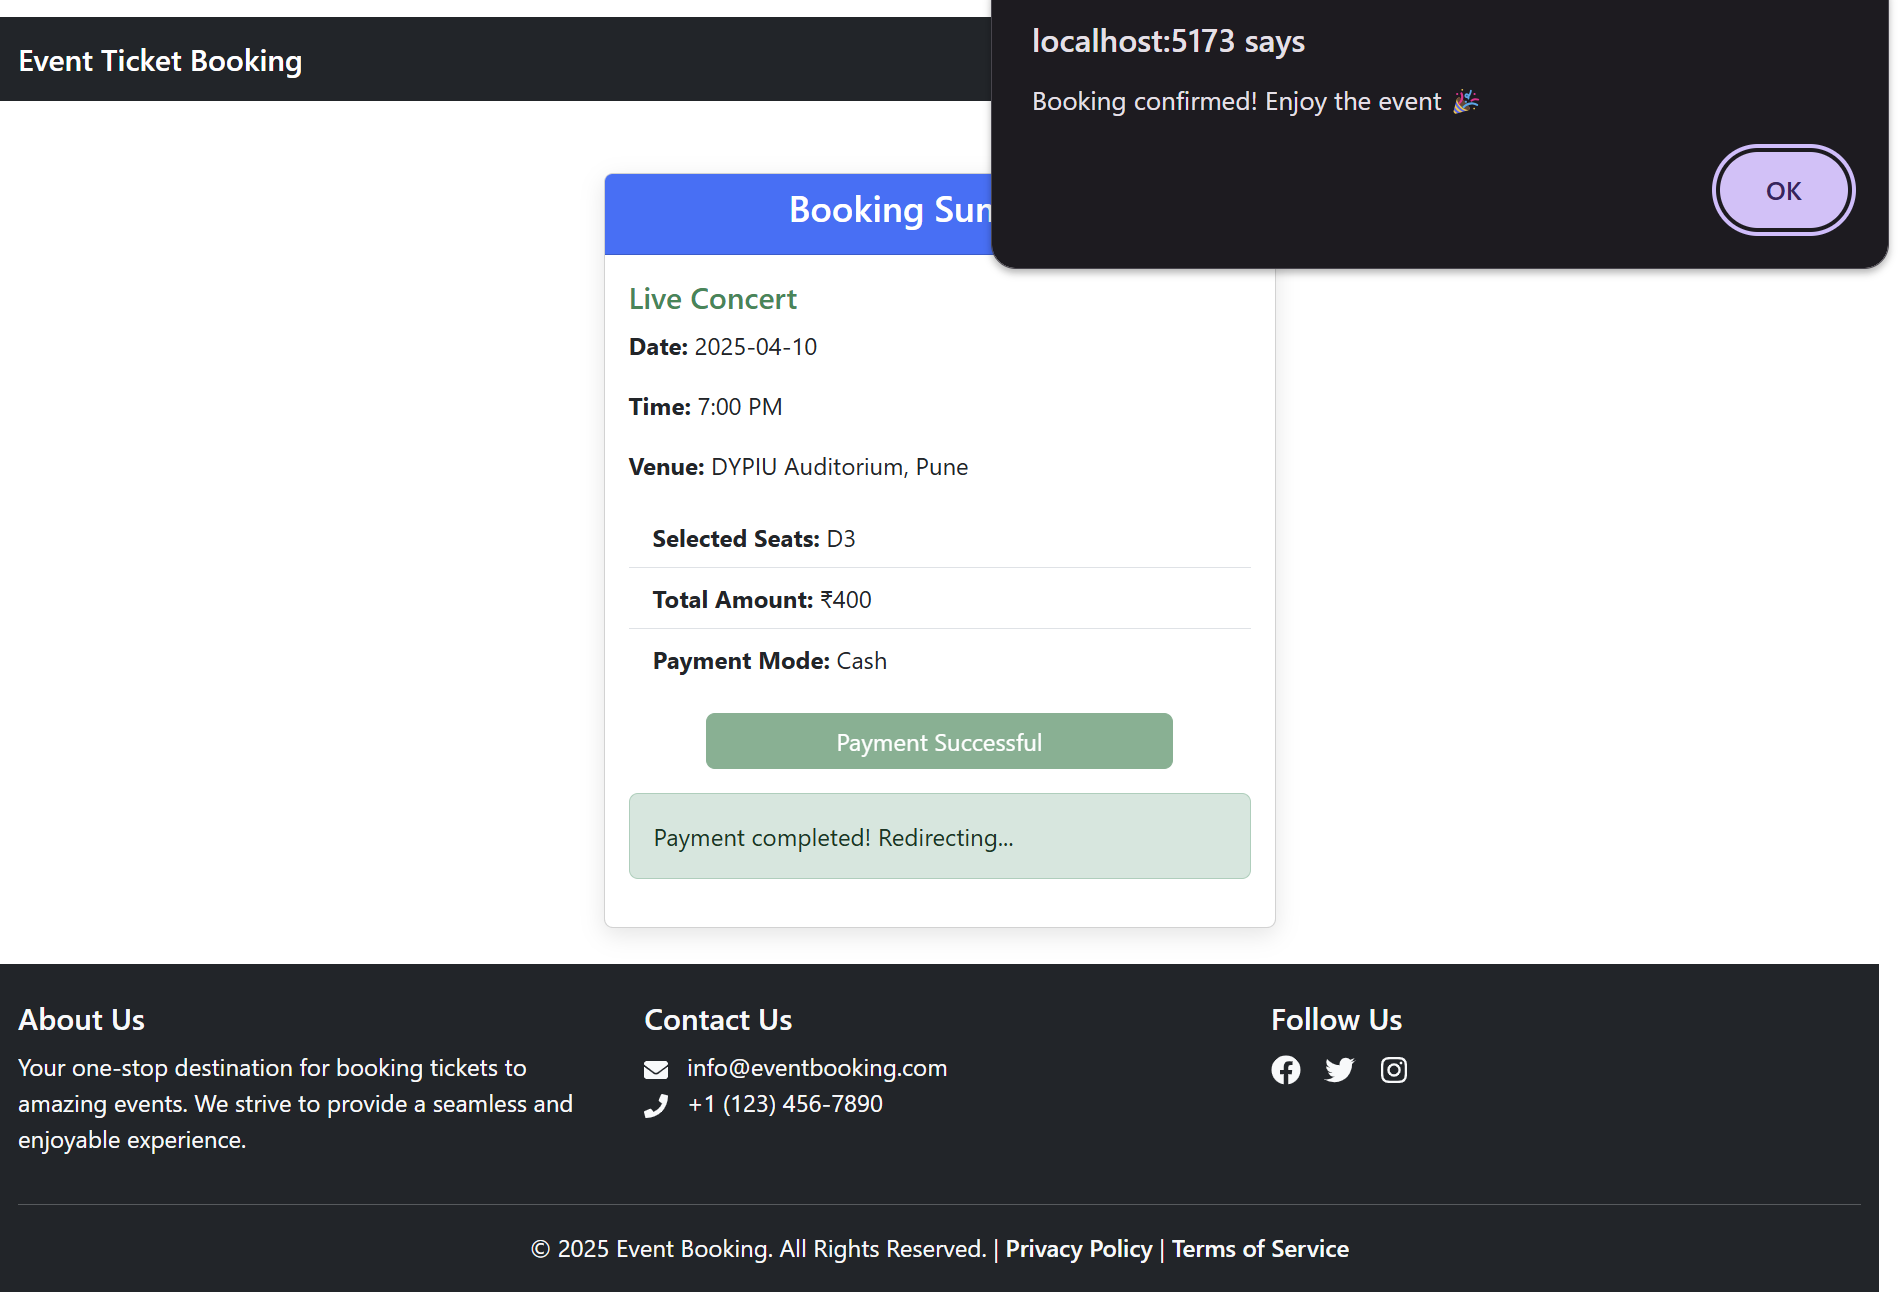 Event Ticket Booking
localhost:5173 says
Booking confirmed! Enjoy the event 🎉
OK
Booking
Live Concert
Date: 2025-04-10
Time: 7:00 PM
Venue: DYPIU Auditorium, Pune
Selected Seats: D3
Total Amount: ₹400
Payment Mode: Cash
Payment Successful
Payment completed! Redirecting...
About Us
Your one-stop destination for booking tickets to
amazing events. We strive to provide a seamless and
enjoyable experience.
Contact Us
info@eventbooking.com
+1 (123) 456-7890
Follow Us
© 2025 Event Booking. All Rights Reserved. | Privacy Policy | Terms of Service